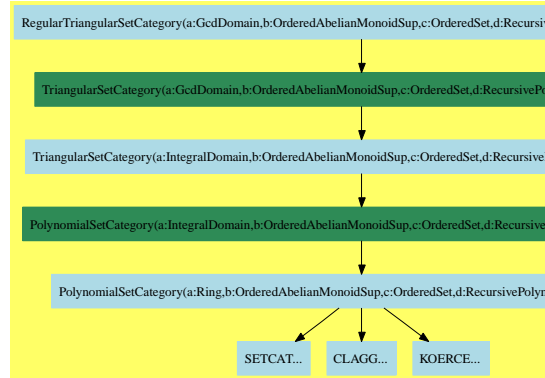 RegularTriangularSetCategory(a:GcdDomain,b:OrderedAbelianMonoidSup,c:OrderedSet,d:Recursiv
TriangularSetCategory(a:GcdDomain,b:OrderedAbelianMonoidSup,c:OrderedSet,d:RecursivePo
TriangularSetCategory(a:IntegralDomain,b:OrderedAbelianMonoidSup,c:OrderedSet,d:Recursive
PolynomialSetCategory(a:IntegralDomain,b:OrderedAbelianMonoidSup,c:OrderedSet,d:Recursive
PolynomialSetCategory(a:Ring,b:OrderedAbelianMonoidSup,c:OrderedSet,d:RecursivePolyn
SETCAT... CLAGG... KOERCE...